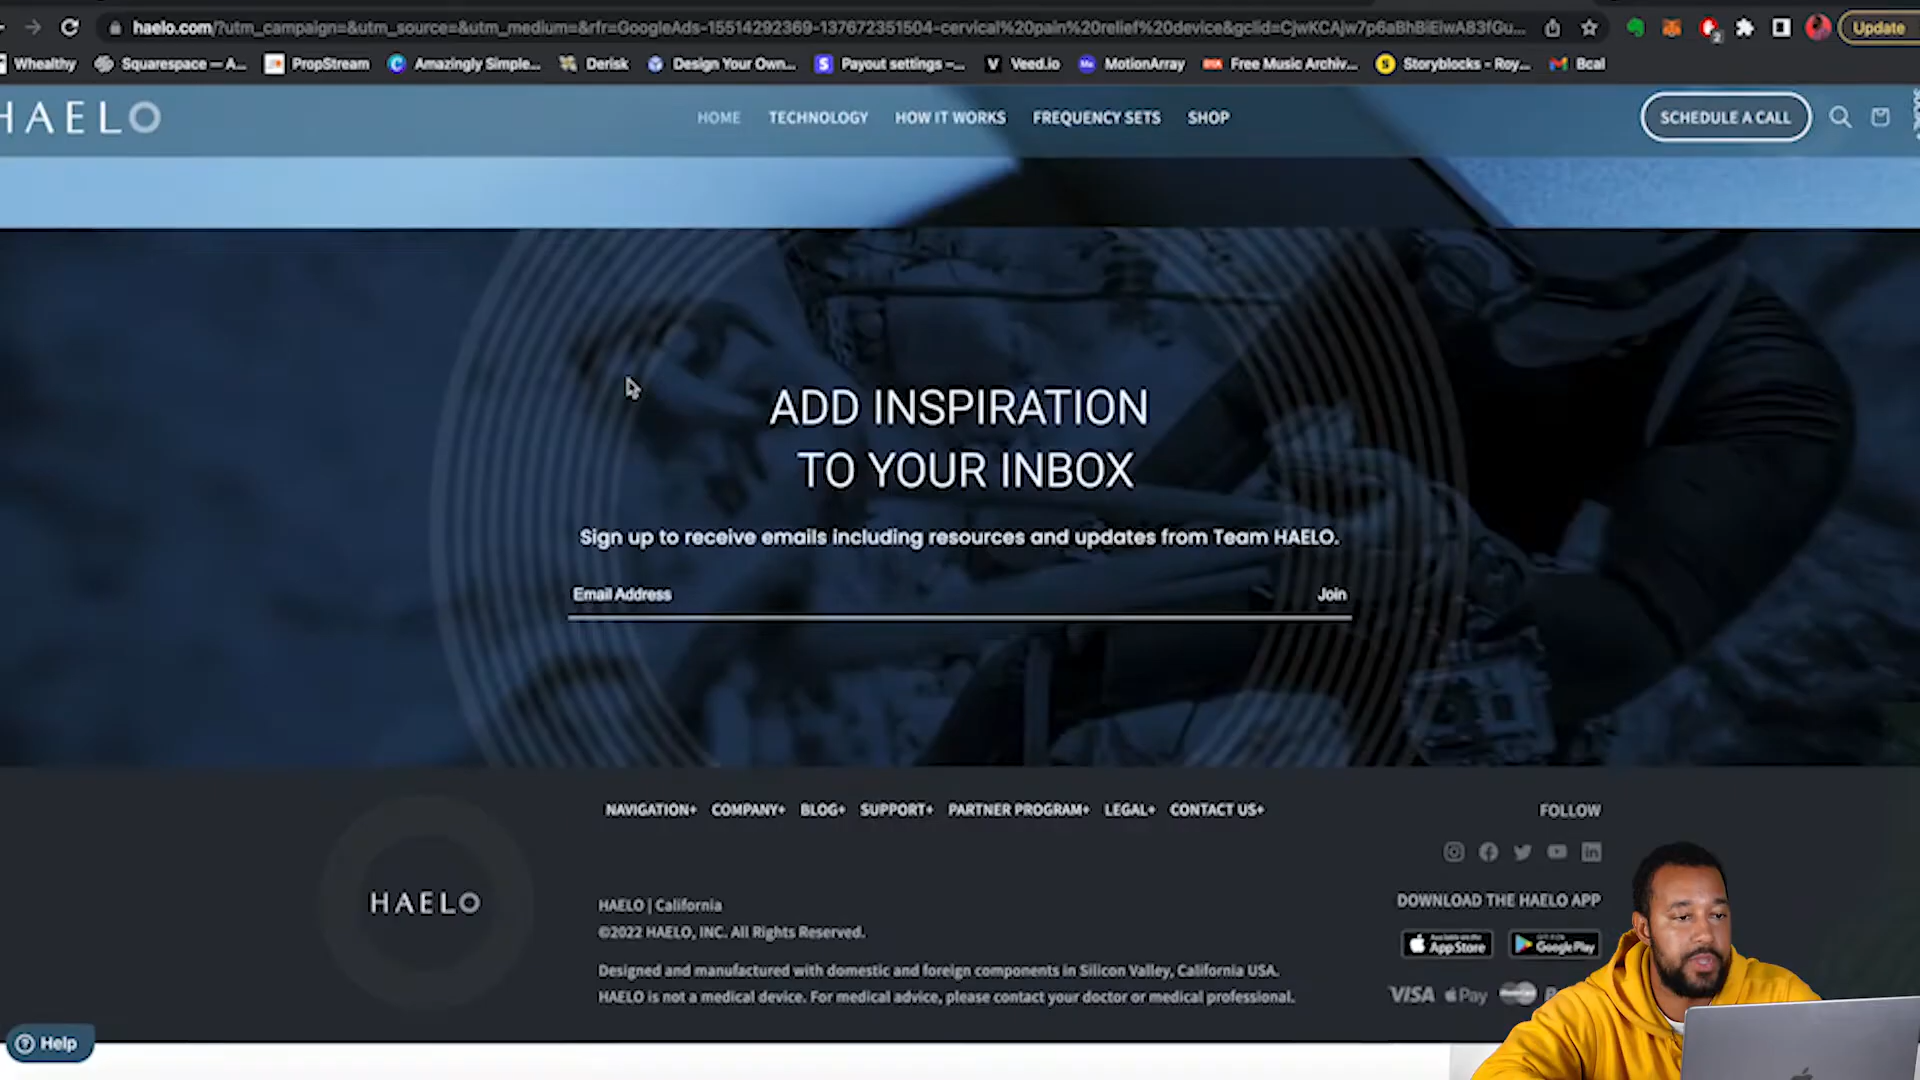 haelo.com/?utm_campaign=&utm_source=&utm_medium=&rfr=GoogleAds-15514292369-137672351504-cervical%20pain%20relief%20device&gclid=CjwKCAjw7p6aBhBiEiwA83fGu...
Update
Whealthy Squarespace — A... PropStream Amazingly Simple... Derisk Design Your Own... Payout settings –... Veed.io MotionArray Free Music Archiv... Storyblocks - Roy... Bcal
HAELO
HOME TECHNOLOGY HOW IT WORKS FREQUENCY SETS SHOP
SCHEDULE A CALL
ADD INSPIRATION
TO YOUR INBOX
Sign up to receive emails including resources and updates from Team HAELO.
Email Address Join
NAVIGATION+ COMPANY+ BLOG+ SUPPORT+ PARTNER PROGRAM+ LEGAL+ CONTACT US+
FOLLOW
HAELO
HAELO | California
©2022 HAELO, INC. All Rights Reserved.
Designed and manufactured with domestic and foreign components in Silicon Valley, California USA.
HAELO is not a medical device. For medical advice, please contact your doctor or medical professional.
DOWNLOAD THE HAELO APP
App Store
Google Play
VISA Pay
Help